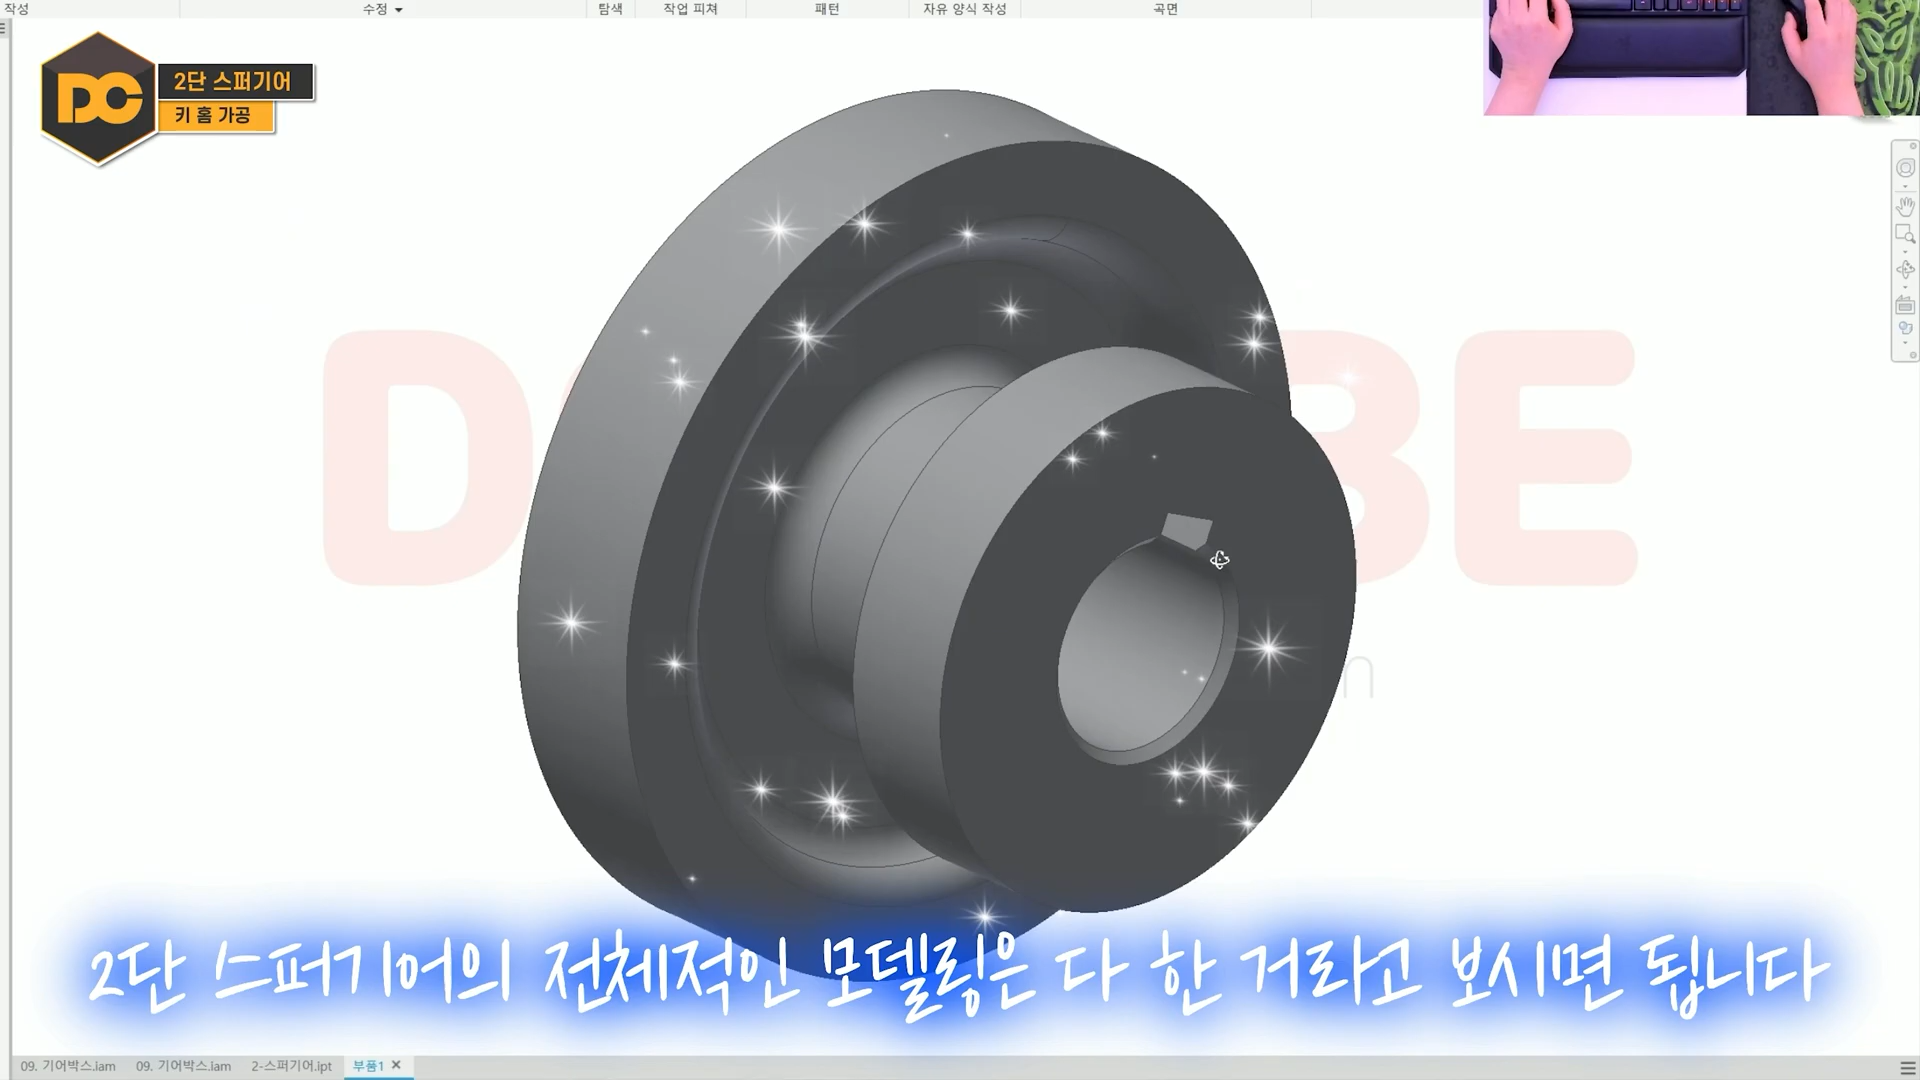 작성
수정
탐색
작업 피쳐
패턴
자유 양식 작성
곡면
DC
2단 스퍼기어
키 홈 가공
2단 스퍼기어의 전체적인 모델링은 다 한 거라고 보시면 됩니다
09. 기어박스.iam
09. 기어박스.iam
2-스퍼기어.ipt
부품1